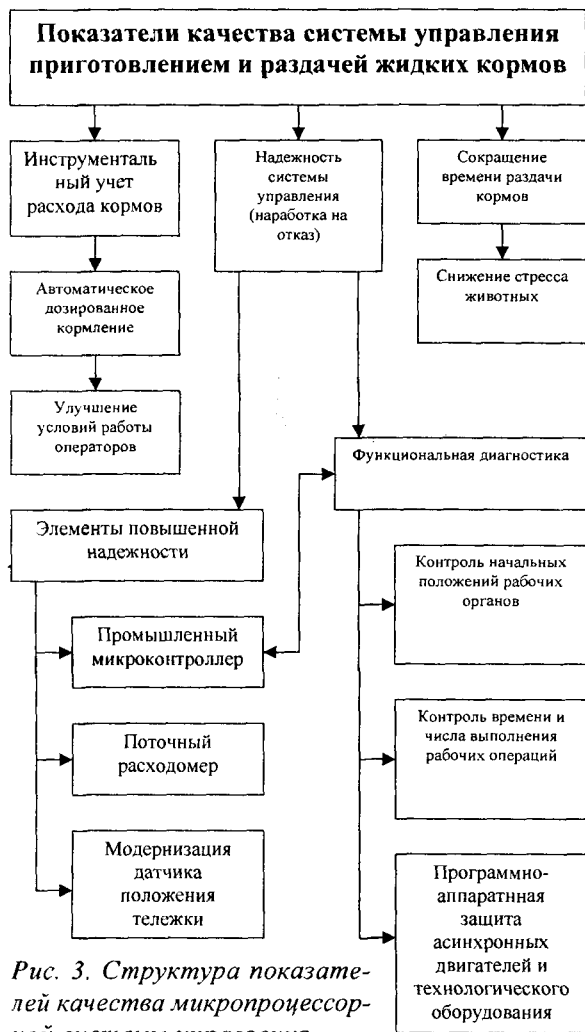 Показатели качества системы управления
приготовлением и раздачей жидких кормов
Инструменталь
ный учет
расхода кормов
Надежность
системы
управления
(наработка на
отказ)
Сокращение
времени раздачи
кормов
Автоматическое
дозированное
кормление
Снижение стресса
животных
Улучшение
условий работы
операторов
Функциональная диагностика
Элементы повышенной
надежности
Контроль начальных
положений рабочих
органов
Промышленный
микроконтроллер
Контроль времени и
числа выполнения
рабочих операций
Поточный
расходомер
Модернизация
датчика
положения
тележки
Программно-
аппаратнная
защита
асинхронных
двигателей и
технологического
оборудования
Рис. 3. Структура показате-
лей качества микропроцессор-